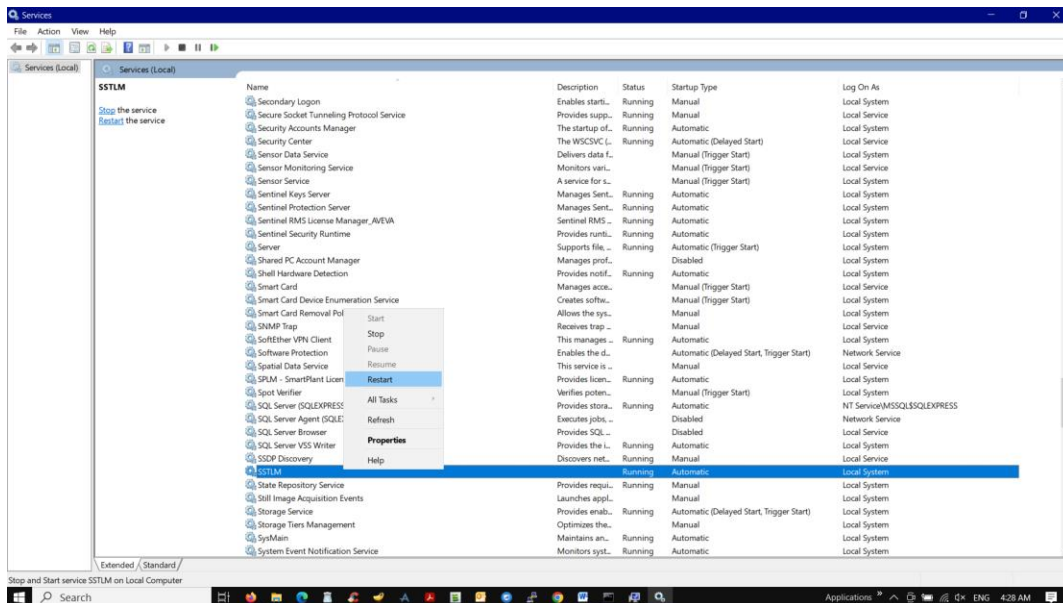 Services
File Action View Help
Services (Local)
Services (Local)
SSTLM
Stop the service
Restart the service
Name Description Status Startup Type Log On As
Secondary Logon Enables starti... Running Manual Local System
Secure Socket Tunneling Protocol Service Provides supp... Running Manual Local Service
Security Accounts Manager The startup of... Running Automatic Local System
Security Center The WSCSVC (... Running Automatic (Delayed Start) Local Service
Sensor Data Service Delivers data f... Manual (Trigger Start) Local System
Sensor Monitoring Service Monitors vari... Manual (Trigger Start) Local Service
Sensor Service A service for s... Manual (Trigger Start) Local System
Sentinel Keys Server Manages Sent... Running Automatic Local System
Sentinel Protection Server Manages Sent... Running Automatic Local System
Sentinel RMS License Manager_AVEVA Sentinel RMS ... Running Automatic Local System
Sentinel Security Runtime Provides runti... Running Automatic Local System
Server Supports file, ... Running Automatic (Trigger Start) Local System
Shared PC Account Manager Manages prof... Disabled Local System
Shell Hardware Detection Provides notif... Running Automatic Local System
Smart Card Manages acce... Manual (Trigger Start) Local Service
Smart Card Device Enumeration Service Creates softw... Manual (Trigger Start) Local System
Smart Card Removal Pol Allows the sys... Manual Local System
SNMP Trap Receives trap ... Manual Local Service
SoftEther VPN Client This manages ... Running Automatic Local System
Software Protection Enables the d... Automatic (Delayed Start, Trigger Start) Network Service
Spatial Data Service This service is ... Manual Local Service
SPLM - SmartPlant Licen Provides licen... Running Automatic Local System
Spot Verifier Verifies poten... Manual (Trigger Start) Local System
SQL Server (SQLEXPRESS Provides stora... Running Automatic NT Service\MSSQL$SQLEXPRESS
SQL Server Agent (SQLE Executes jobs, ... Disabled Network Service
SQL Server Browser Provides SQL ... Disabled Local Service
SQL Server VSS Writer Provides the i... Running Automatic Local System
SSDP Discovery Discovers net... Running Manual Local Service
SSTLM Running Automatic Local System
State Repository Service Provides requi... Running Manual Local System
Still Image Acquisition Events Launches appl... Manual Local System
Storage Service Provides enab... Running Automatic (Delayed Start, Trigger Start) Local System
Storage Tiers Management Optimizes the... Manual Local System
SysMain Maintains an... Running Automatic Local System
System Event Notification Service Monitors syst... Running Automatic Local System
Start
Stop
Pause
Resume
Restart
All Tasks
Refresh
Properties
Help
Extended Standard
Stop and Start service SSTLM on Local Computer
Search Applications ENG 4:28 AM